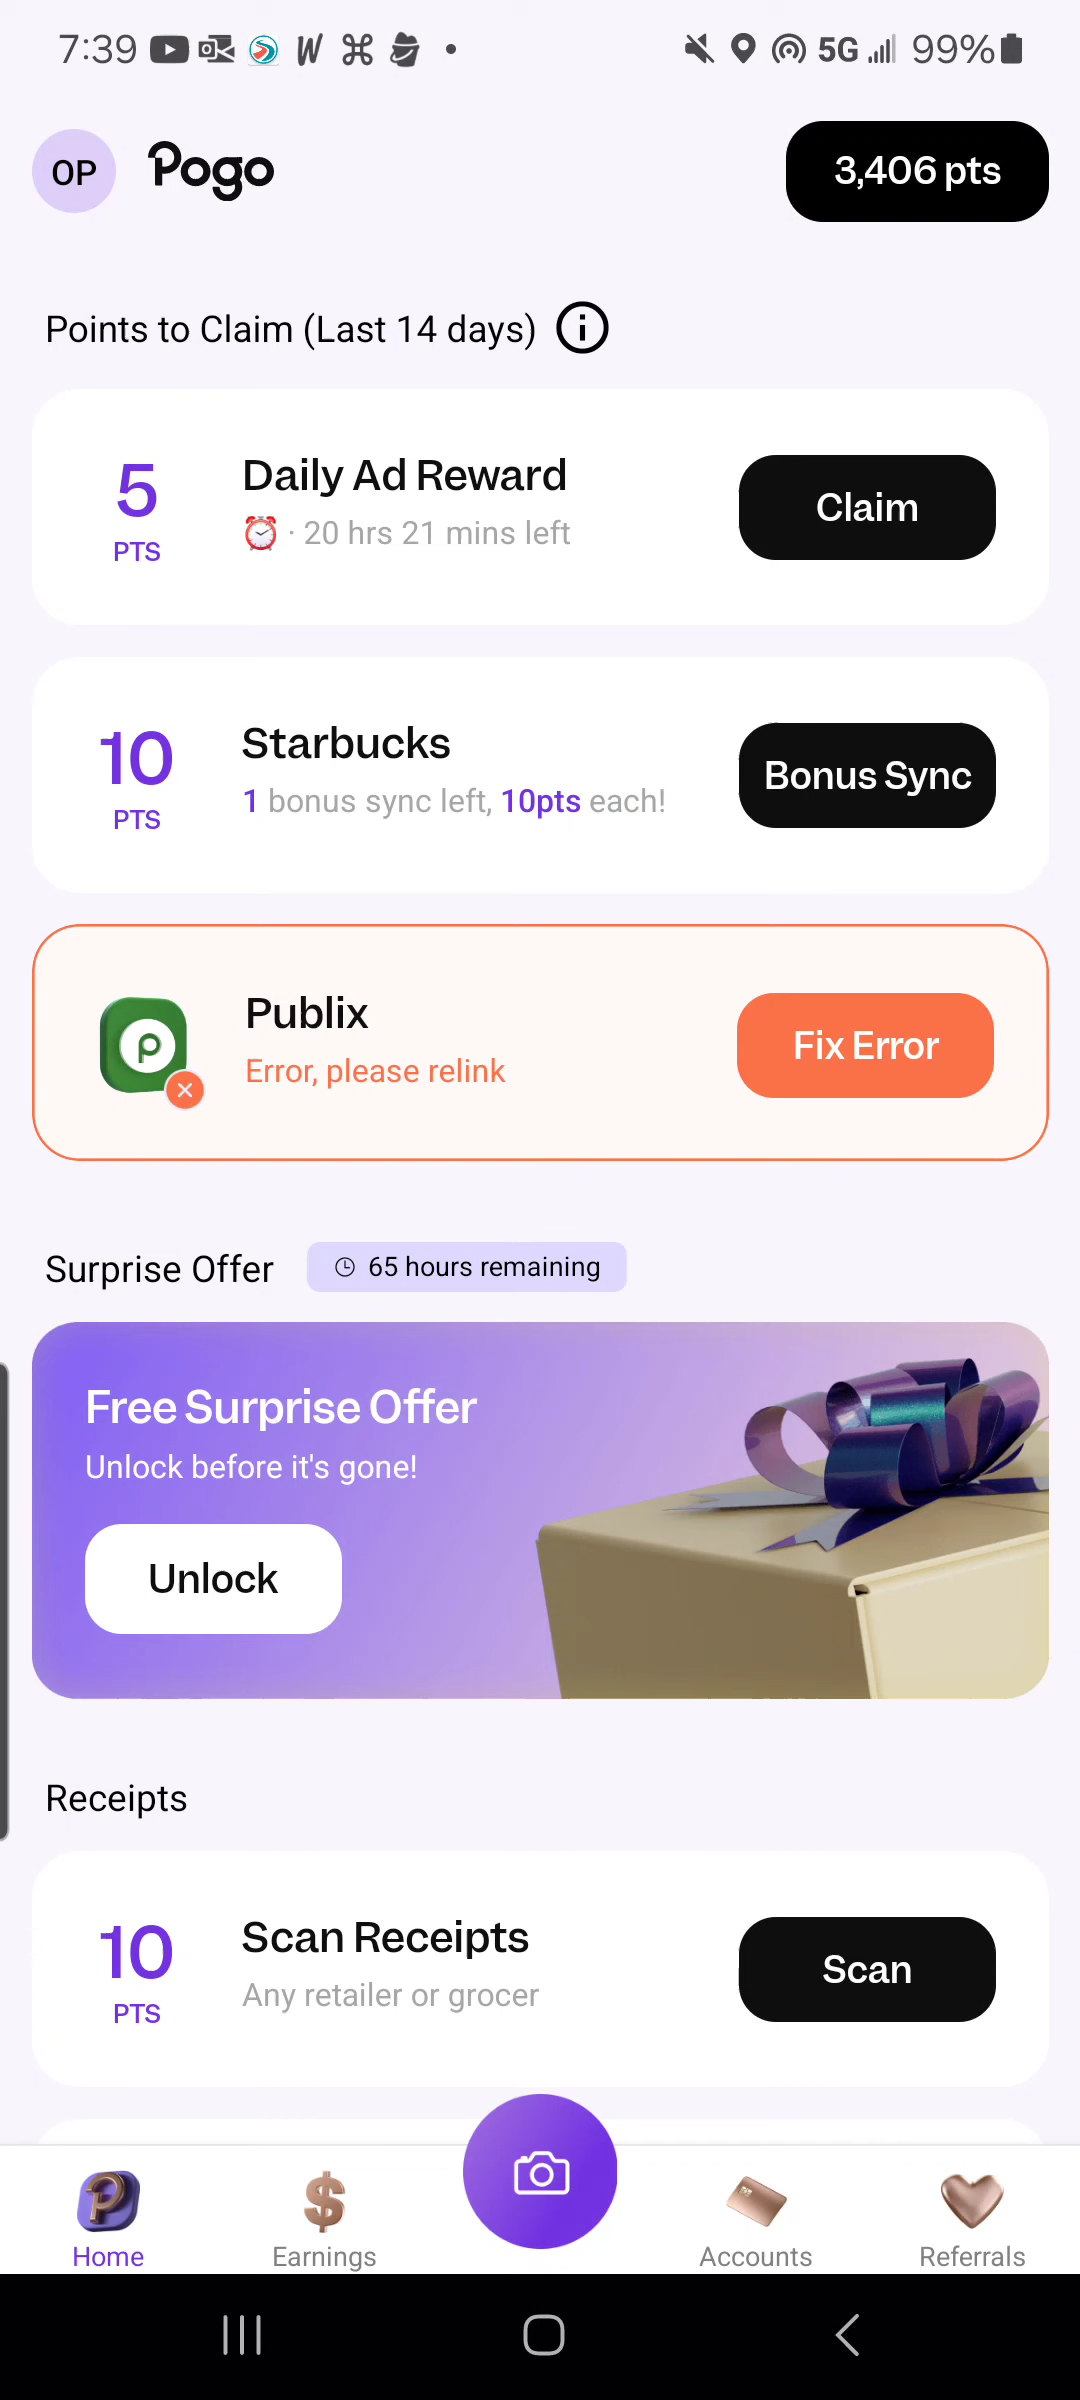 7:39 5G 99%
OP Pogo 3,406 pts
Points to Claim (Last 14 days)
5 PTS
Daily Ad Reward
· 20 hrs 21 mins left
Claim
10 PTS
Starbucks
1 bonus sync left, 10pts each!
Bonus Sync
Publix
Error, please relink
Fix Error
Surprise Offer 65 hours remaining
Free Surprise Offer
Unlock before it's gone!
Unlock
Receipts
10 PTS
Scan Receipts
Any retailer or grocer
Scan
Home Earnings Accounts Referrals